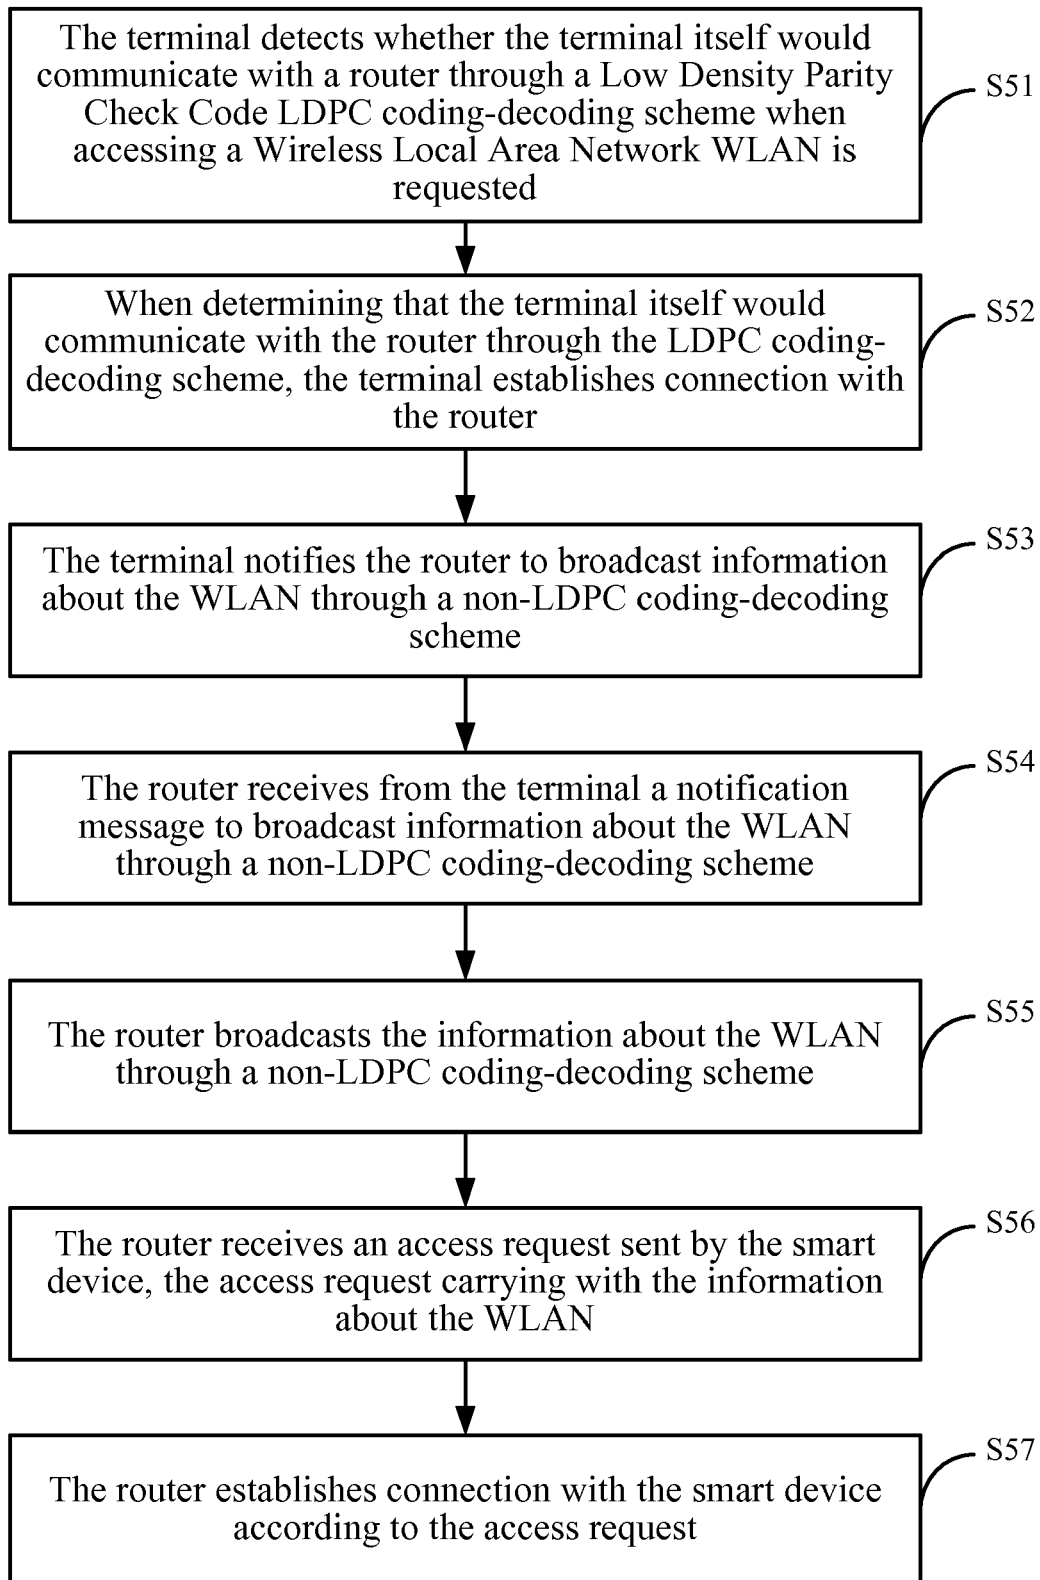 The terminal detects whether the terminal itself would
communicate with a router through a Low Density Parity
Check Code LDPC coding-decoding scheme when
accessing a Wireless Local Area Network WLAN is
requested
S51
When determining that the terminal itself would
communicate with the router through the LDPC coding-
decoding scheme, the terminal establishes connection with
the router
S52
The terminal notifies the router to broadcast information
about the WLAN through a non-LDPC coding-decoding
scheme
S53
The router receives from the terminal a notification
message to broadcast information about the WLAN
through a non-LDPC coding-decoding scheme
S54
The router broadcasts the information about the WLAN
through a non-LDPC coding-decoding scheme
S55
The router receives an access request sent by the smart
device, the access request carrying with the information
about the WLAN
S56
The router establishes connection with the smart device
according to the access request
S57